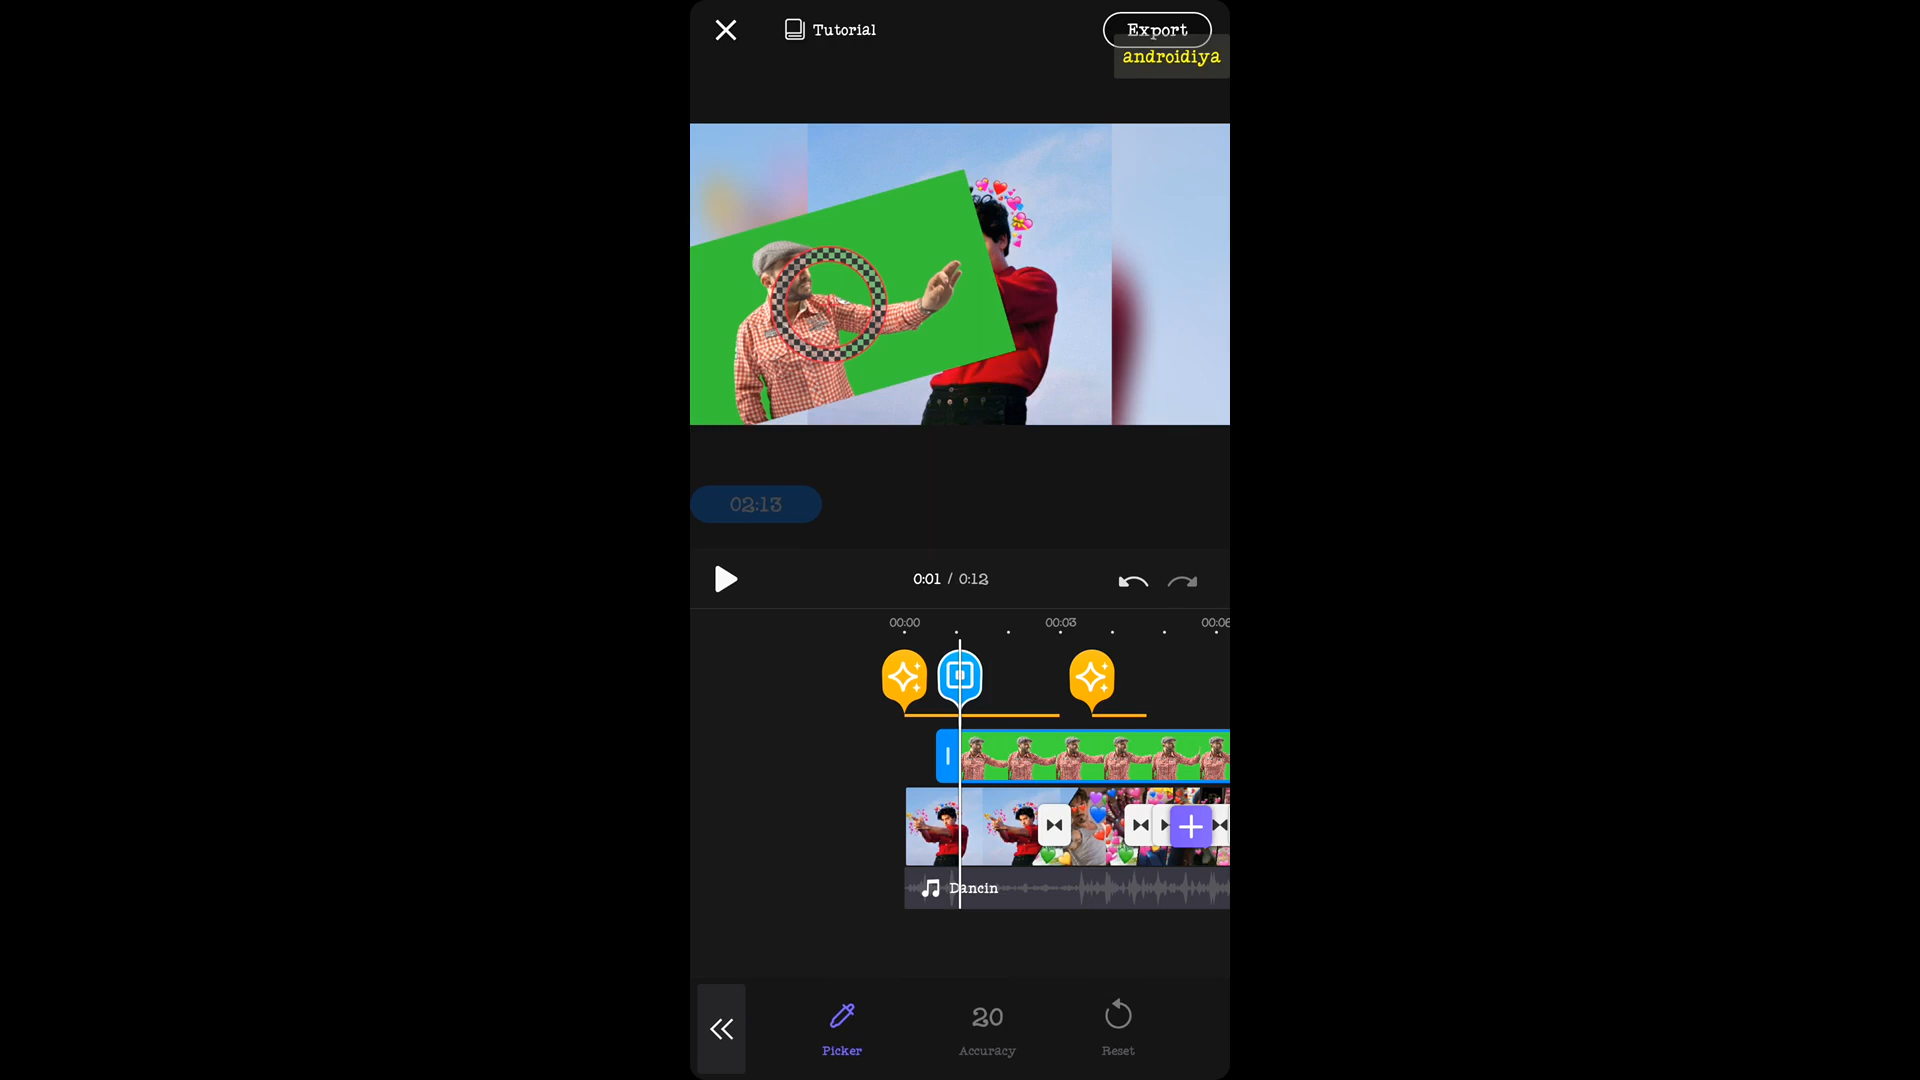 Tutorial
Export
androidiya
02:13
0:01 / 0:12
00:00
00:03
00:06
Dancin
20
Picker
Accuracy
Reset